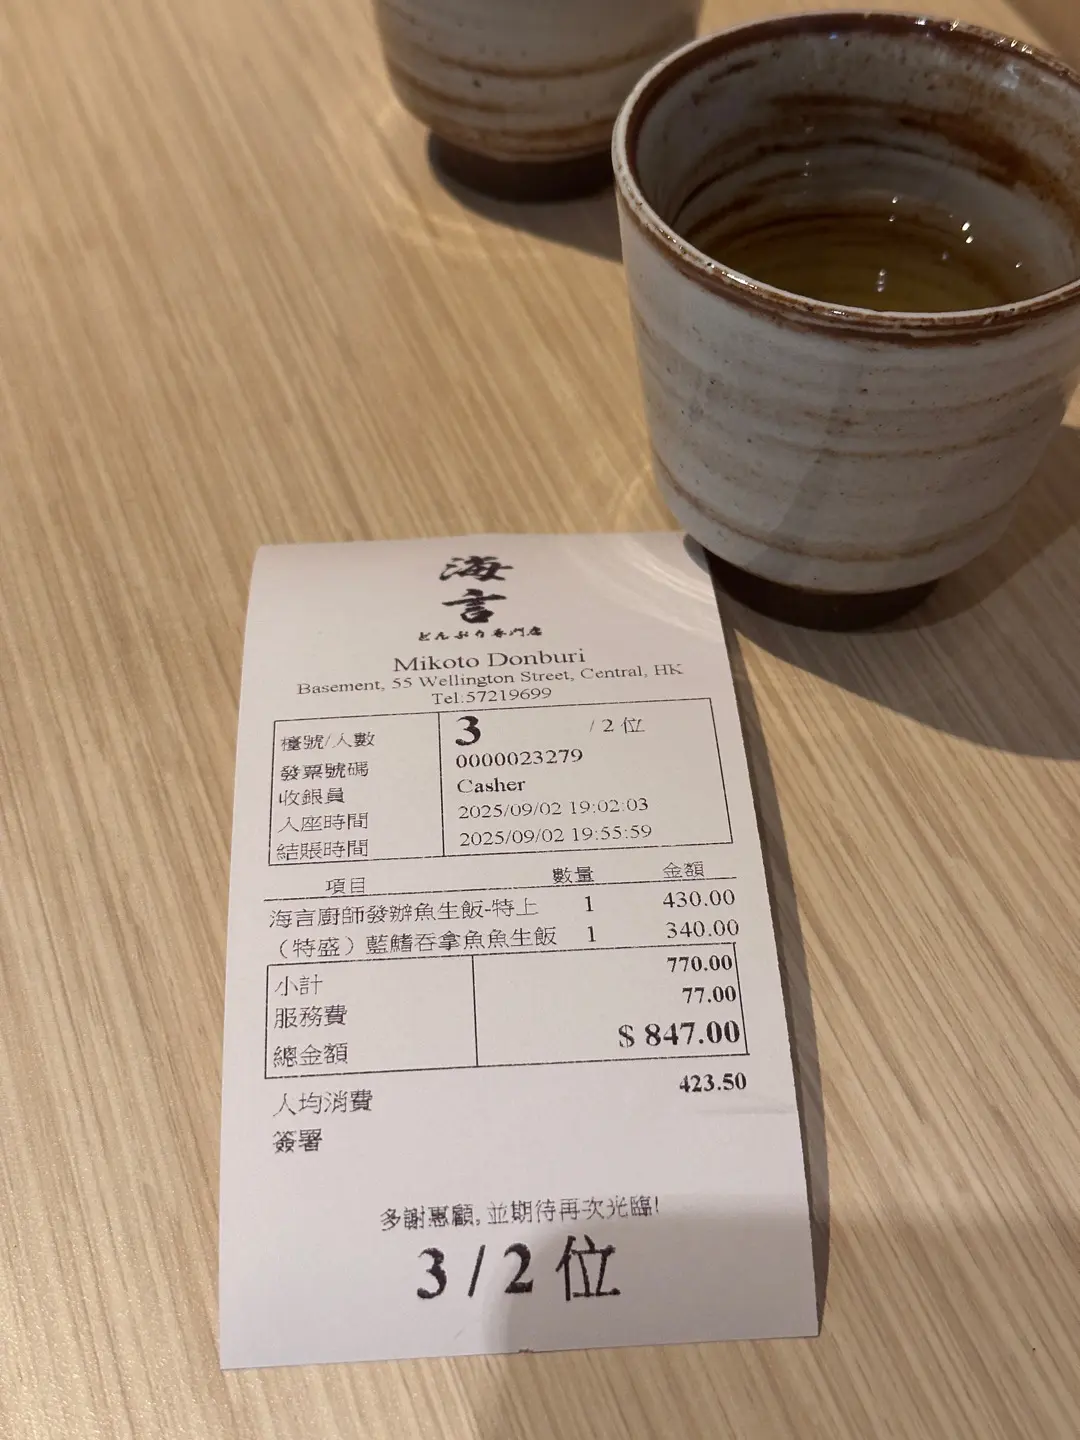 海
言
どんぶり専門店
Mikoto Donburi
Basement, 55 Wellington Street, Central, HK
Tel:57219699
檯號/人數 3 / 2 位
發票號碼 0000023279
收銀員 Casher
入座時間 2025/09/02 19:02:03
結賬時間 2025/09/02 19:55:59
項目 數量 金額
海言廚師發辦魚生飯-特上 1 430.00
（特盛）藍鰭吞拿魚魚生飯 1 340.00
小計 770.00
服務費 77.00
總金額 $ 847.00
人均消費 423.50
簽署
多謝惠顧, 並期待再次光臨!
3 / 2 位